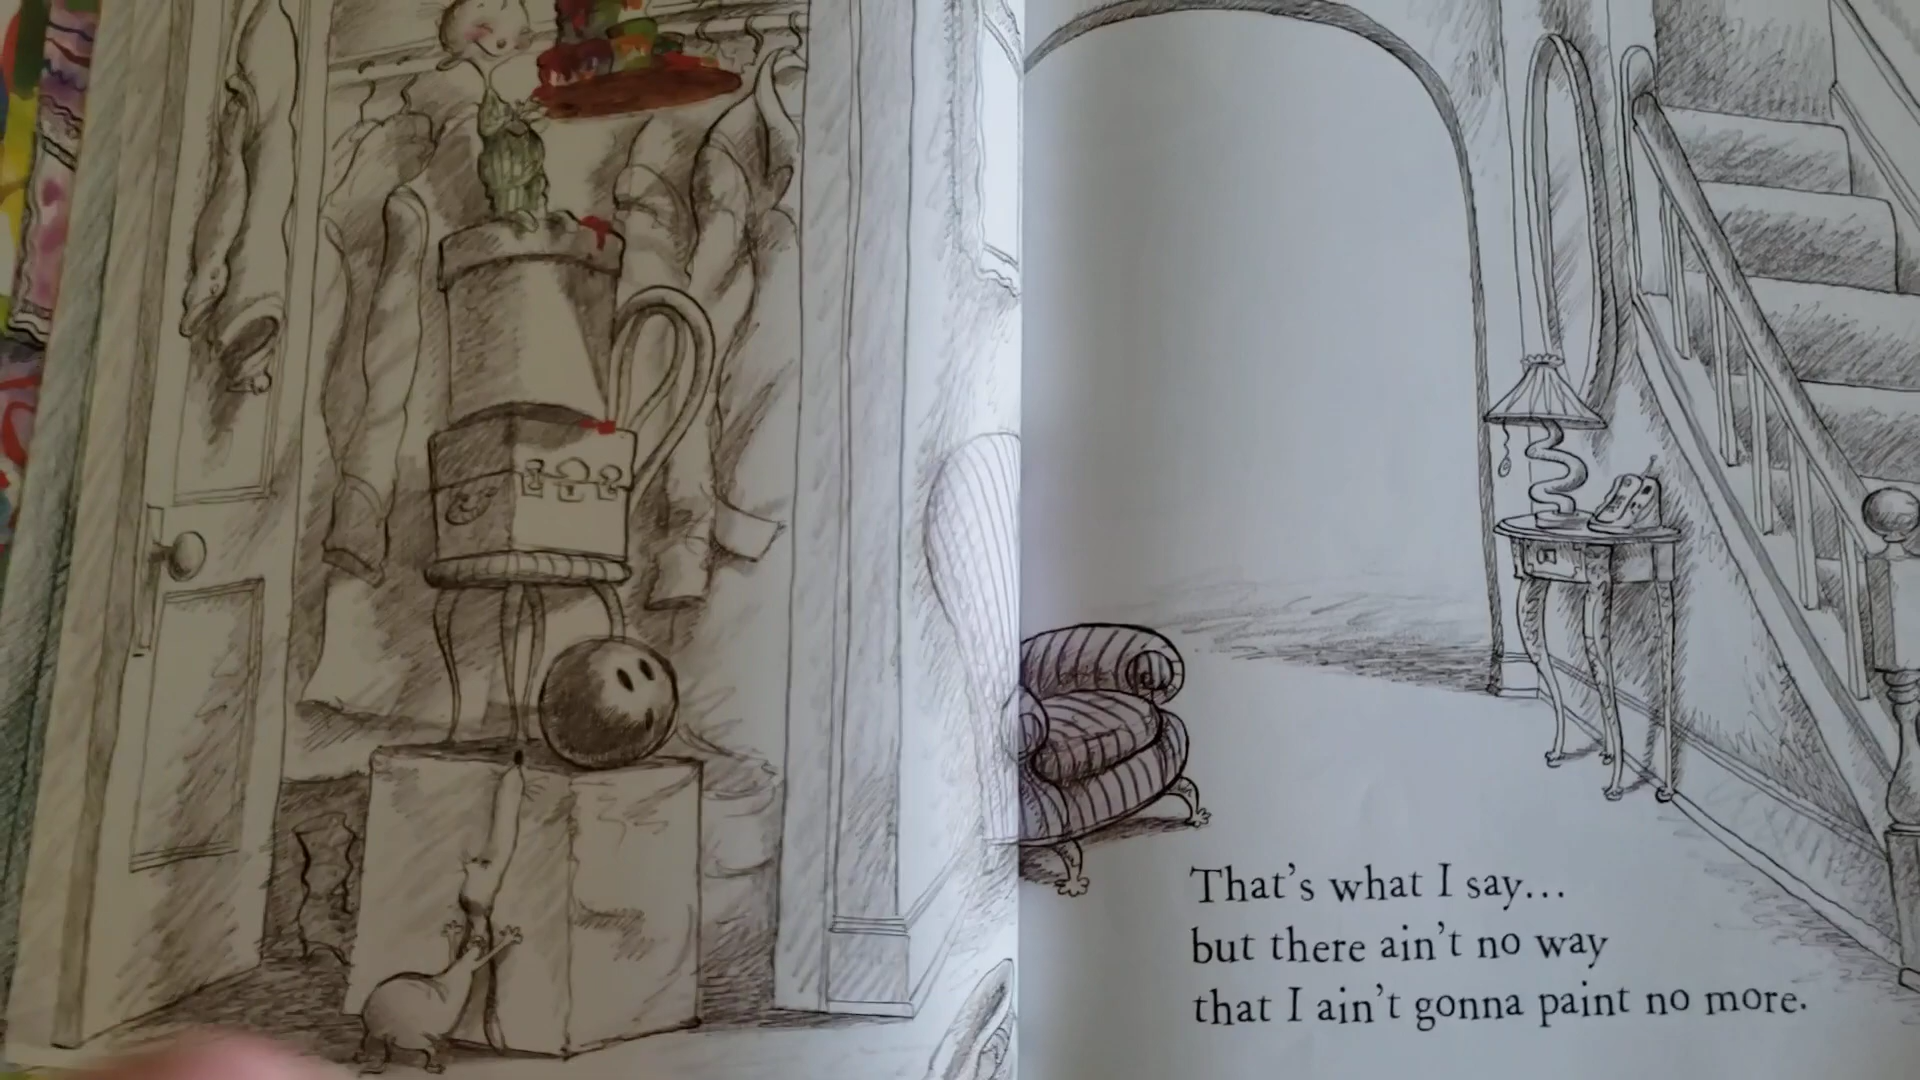 That's what I say...
but there ain't no way
that I ain't gonna paint no more.